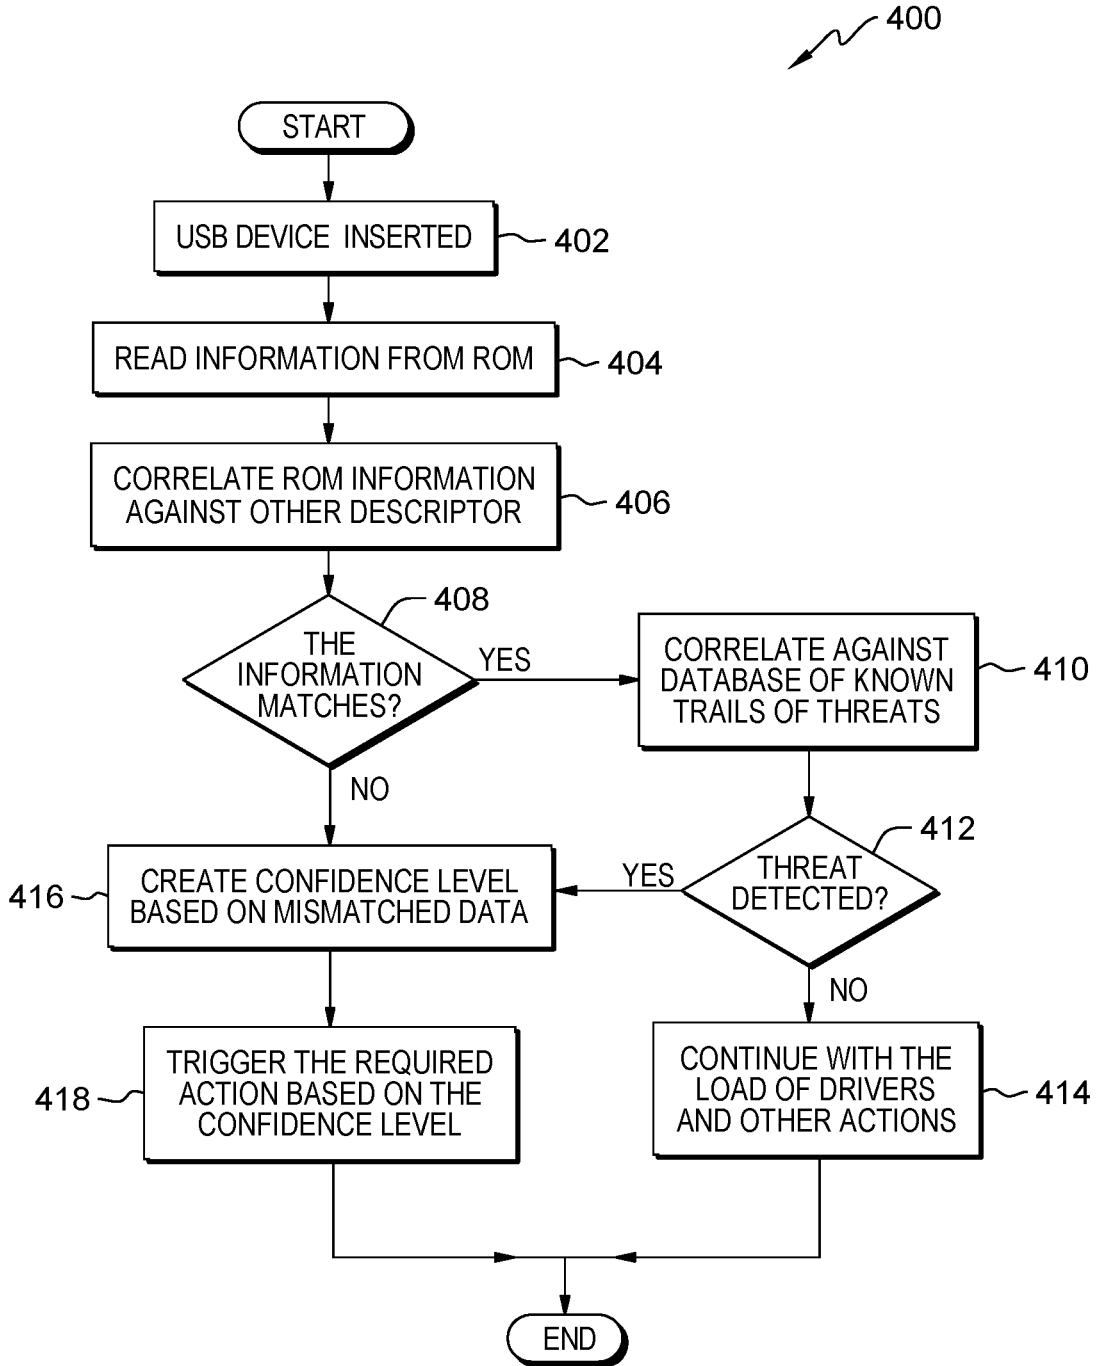 400
START
USB DEVICE INSERTED
402
READ INFORMATION FROM ROM
404
CORRELATE ROM INFORMATION
AGAINST OTHER DESCRIPTOR
406
408
THE
INFORMATION
MATCHES?
YES
NO
CORRELATE AGAINST
DATABASE OF KNOWN
TRAILS OF THREATS
410
412
THREAT
DETECTED?
YES
NO
416
CREATE CONFIDENCE LEVEL
BASED ON MISMATCHED DATA
418
TRIGGER THE REQUIRED
ACTION BASED ON THE
CONFIDENCE LEVEL
CONTINUE WITH THE
LOAD OF DRIVERS
AND OTHER ACTIONS
414
END